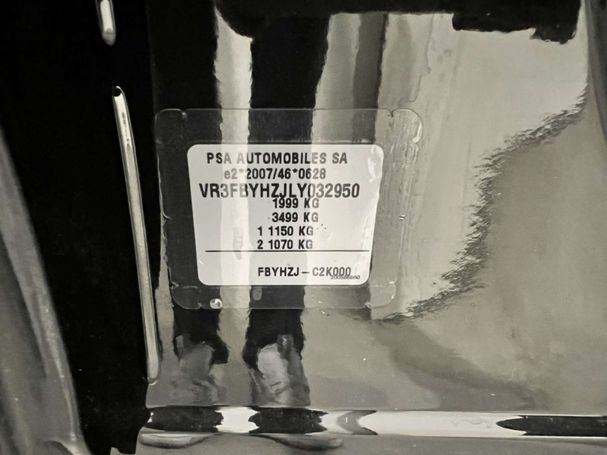 PSA AUTOMOBILES SA
e2*2007/46*0628
VR3FBYHZJLY032950
1999 KG
3499 KG
1 1150 KG
2 1070 KG
FBYHZJ-C2K000